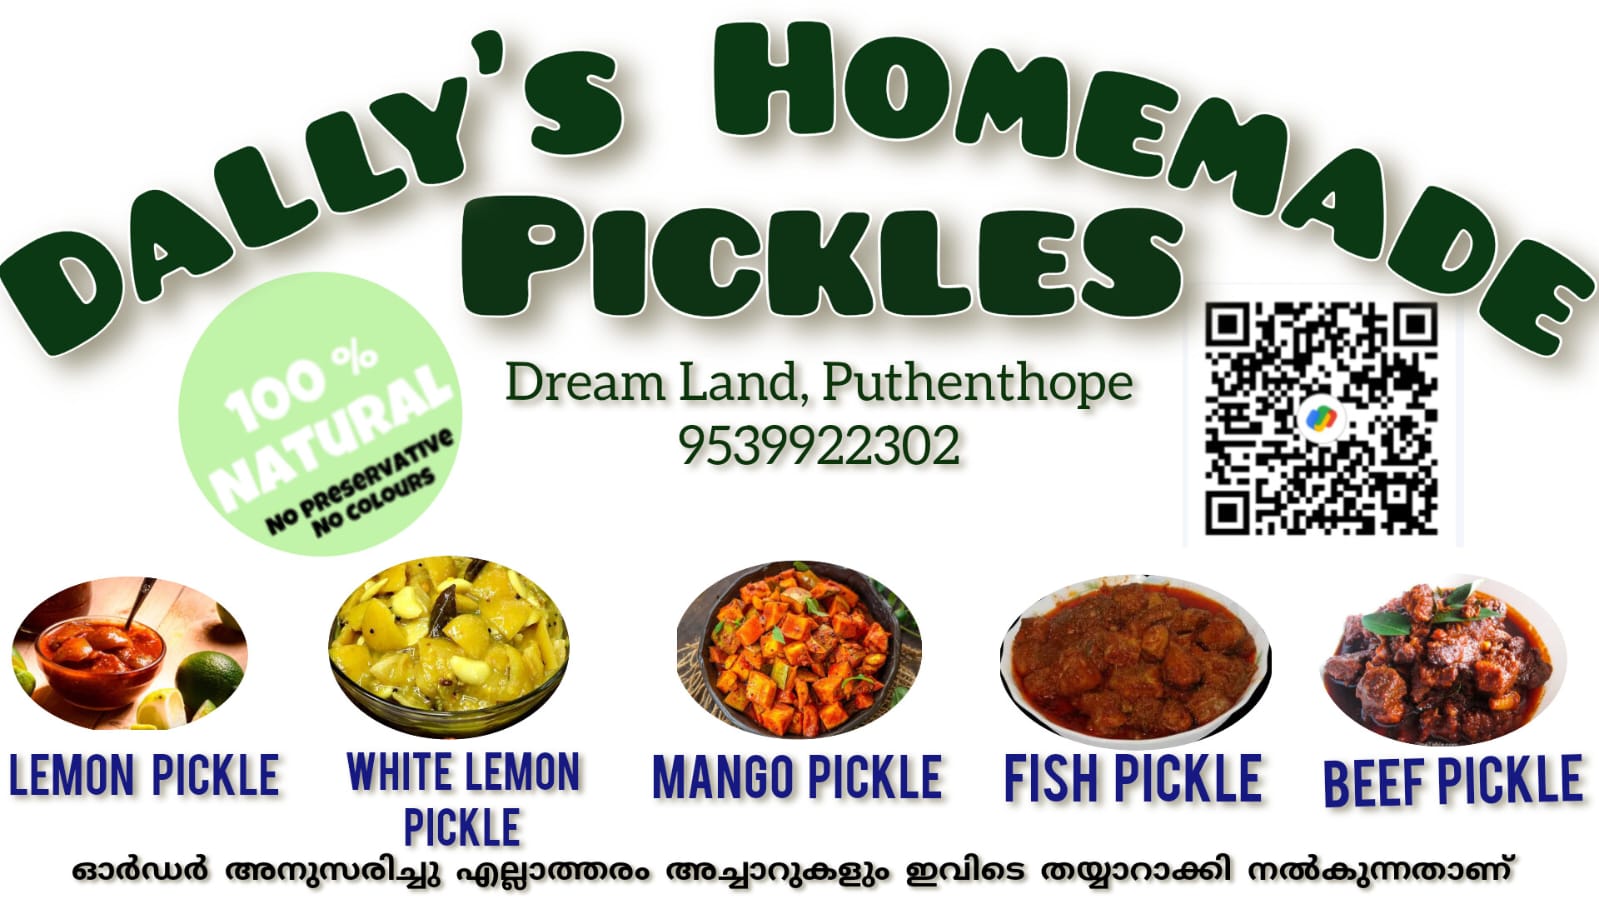 DALLY'S HOMEMADE
PICKLES
100 %
NATURAL
NO PRESERVATIVE
NO COLOURS
Dream Land, Puthenthope
9539922302
LEMON PICKLE
WHITE LEMON
PICKLE
MANGO PICKLE
FISH PICKLE
BEEF PICKLE
ഓർഡർ അനുസരിച്ചു എല്ലാത്തരം അച്ചാറുകളും ഇവിടെ തയ്യാറാക്കി നൽകുന്നതാണ്